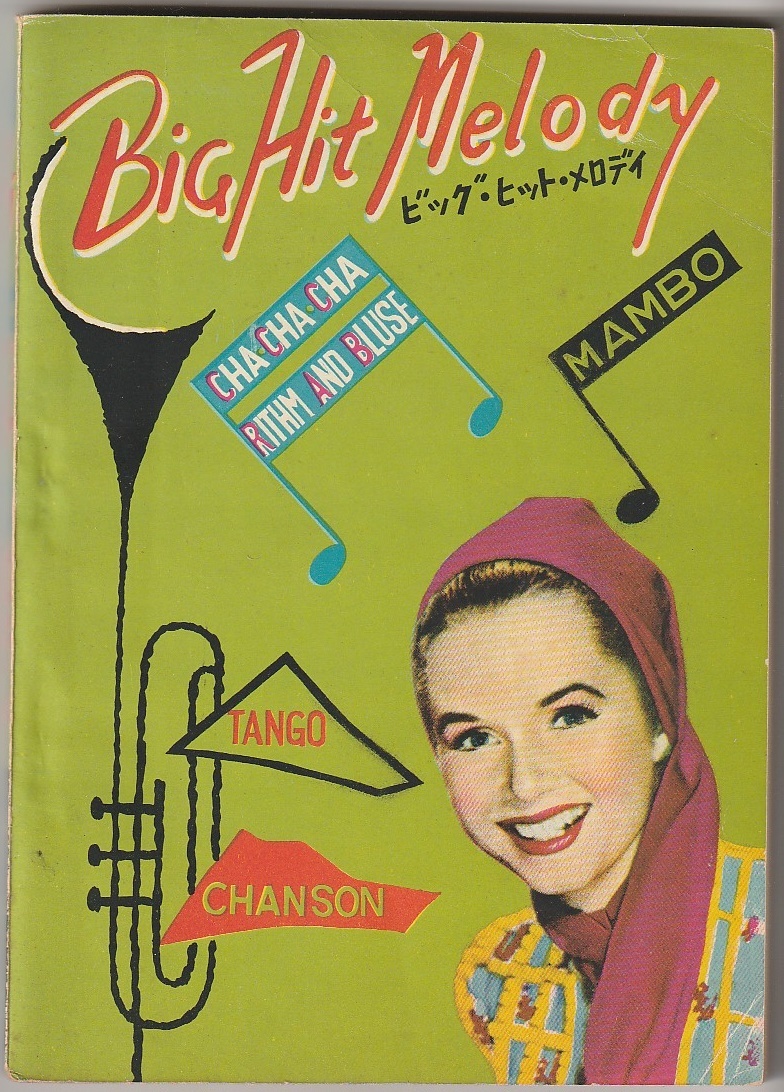 Big Hit Melody
ビッグ・ヒット・メロディ
CHA·CHA·CHA
RITHM AND BLUSE
MAMBO
TANGO
CHANSON